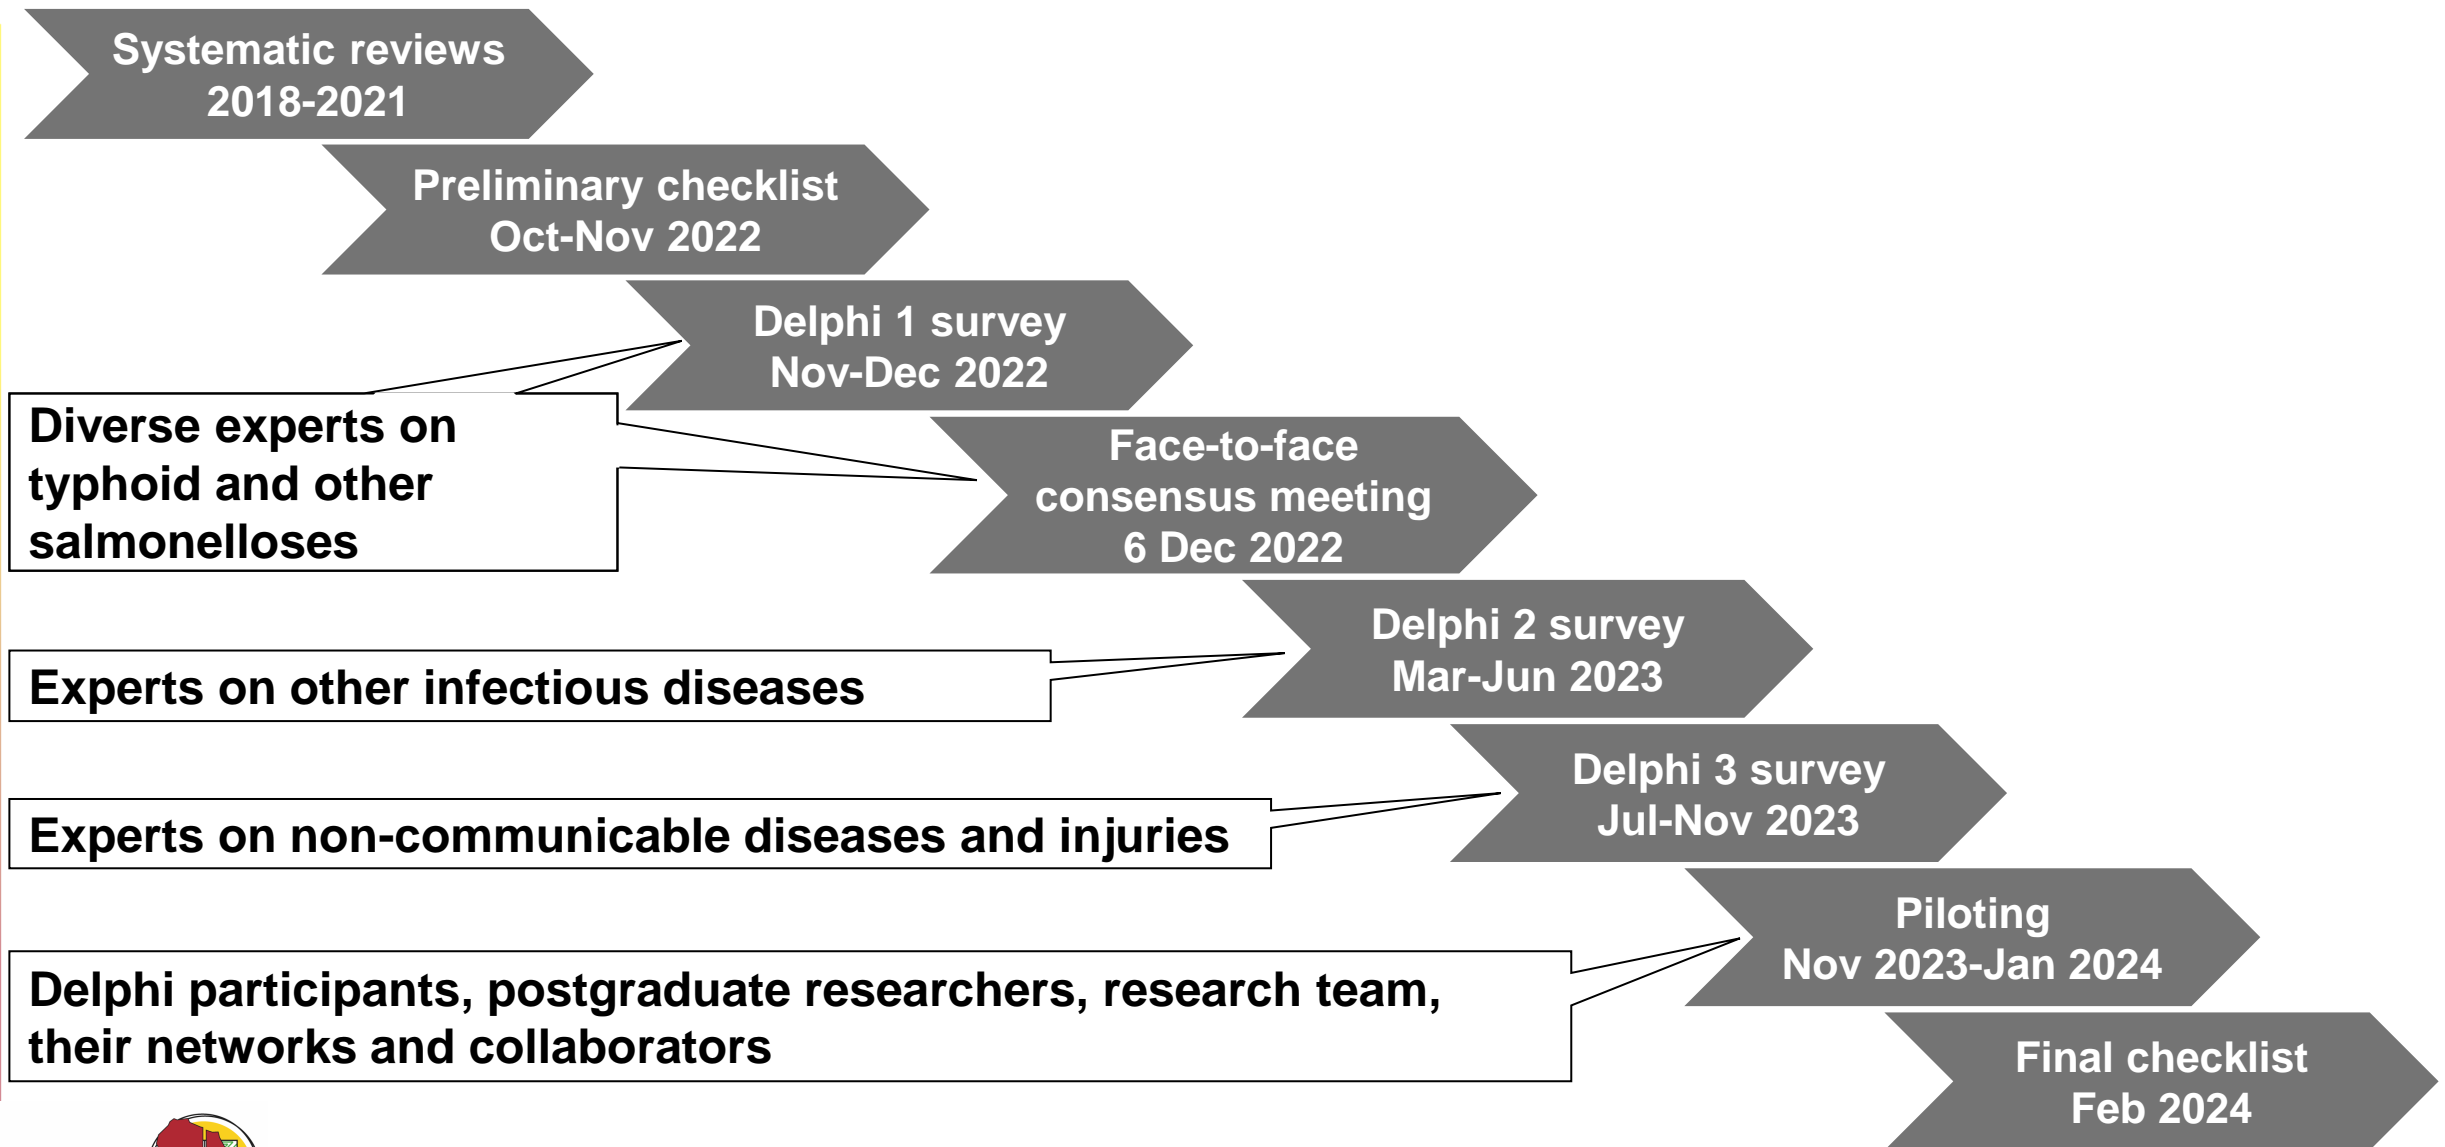 Systematic reviews
2018-2021
Preliminary checklist
Oct-Nov 2022
Delphi 1 survey
Nov-Dec 2022
Diverse experts on
typhoid and other
salmonelloses
Face-to-face
consensus meeting
6 Dec 2022
Delphi 2 survey
Mar-Jun 2023
Experts on other infectious diseases
Delphi 3 survey
Jul-Nov 2023
Experts on non-communicable diseases and injuries
Piloting
Nov 2023-Jan 2024
Delphi participants, postgraduate researchers, research team,
their networks and collaborators
Final checklist
Feb 2024